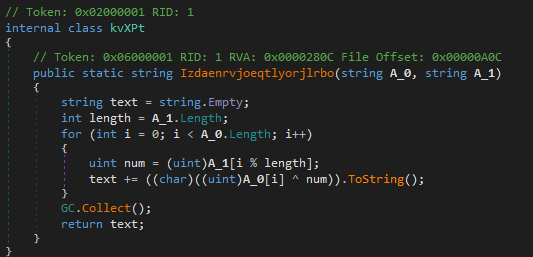 // Token: 0x02000001 RID: 1
internal class kvXPt
{
// Token: 0x06000001 RID: 1 RVA: 0x0000280C File Offset: 0x00000A0C
public static string Izdaenrvjoeqtlyorjlrbo(string A_0, string A_1)
{
string text = string.Empty;
int length = A_1.Length;
for (int i = 0; i < A_0.Length; i++)
{
uint num = (uint)A_1[i % length];
text += ((char)((uint)A_0[i] ^ num)).ToString();
}
GC.Collect();
return text;
}
}